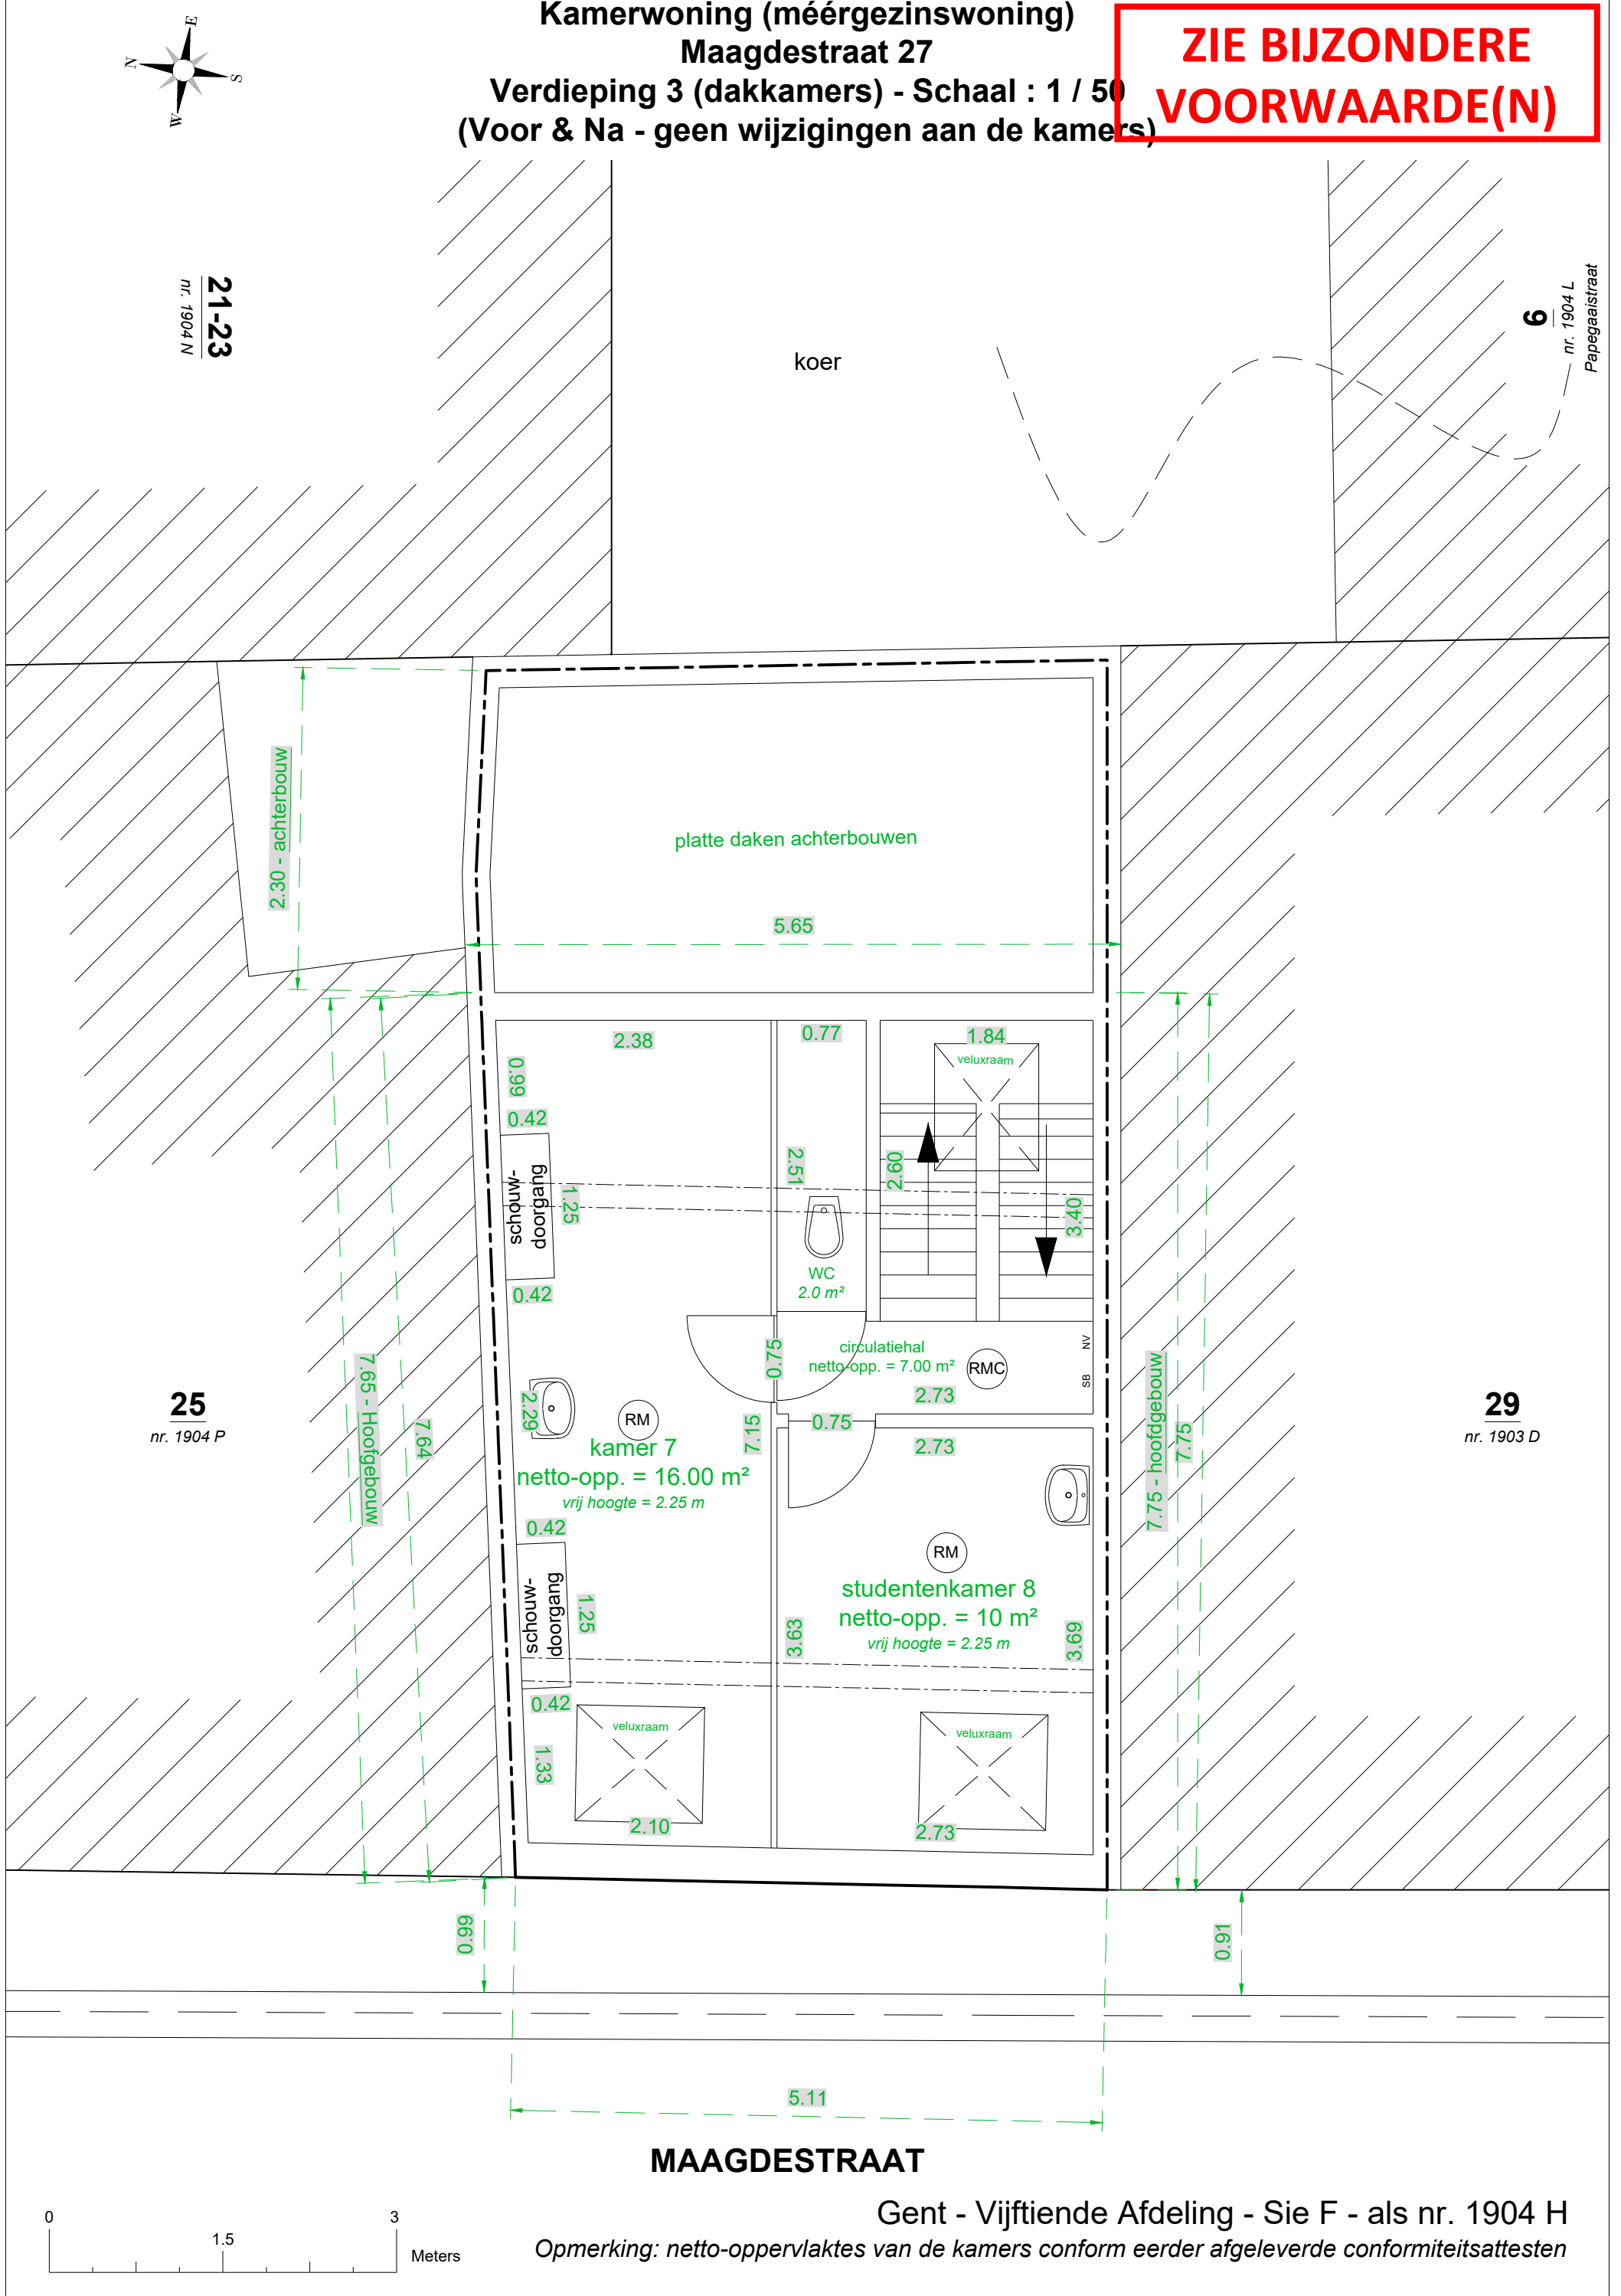 Kamerwoning (méérgezinswoning)
Maagdestraat 27
Verdieping 3 (dakkamers) - Schaal : 1 / 50
(Voor & Na - geen wijzigingen aan de kamers)
ZIE BIJZONDERE
VOORWAARDE(N)
N
E
S
W
21-23
nr. 1904 N
koer
6
nr. 1904 L
Papegaaistraat
2.30 - achterbouw
platte daken achterbouwen
5.65
2.38
0.77
1.84
veluxraam
0.99
0.42
schouw-
doorgang
1.25
2.51
2.60
3.40
0.42
WC
2.0 m²
circulatiehal
netto-opp. = 7.00 m²
RMC
NV
SB
0.75
2.73
7.65 - Hoofgebouw
7.64
25
nr. 1904 P
2.29
RM
kamer 7
netto-opp. = 16.00 m²
vrij hoogte = 2.25 m
7.15
0.75
2.73
7.75 - hoofdgebouw
7.75
29
nr. 1903 D
0.42
schouw-
doorgang
1.25
RM
studentenkamer 8
netto-opp. = 10 m²
vrij hoogte = 2.25 m
3.63
3.69
0.42
veluxraam
1.33
2.10
veluxraam
2.73
0.99
0.91
5.11
MAAGDESTRAAT
0
1.5
3
Meters
Gent - Vijftiende Afdeling - Sie F - als nr. 1904 H
Opmerking: netto-oppervlaktes van de kamers conform eerder afgeleverde conformiteitsattesten